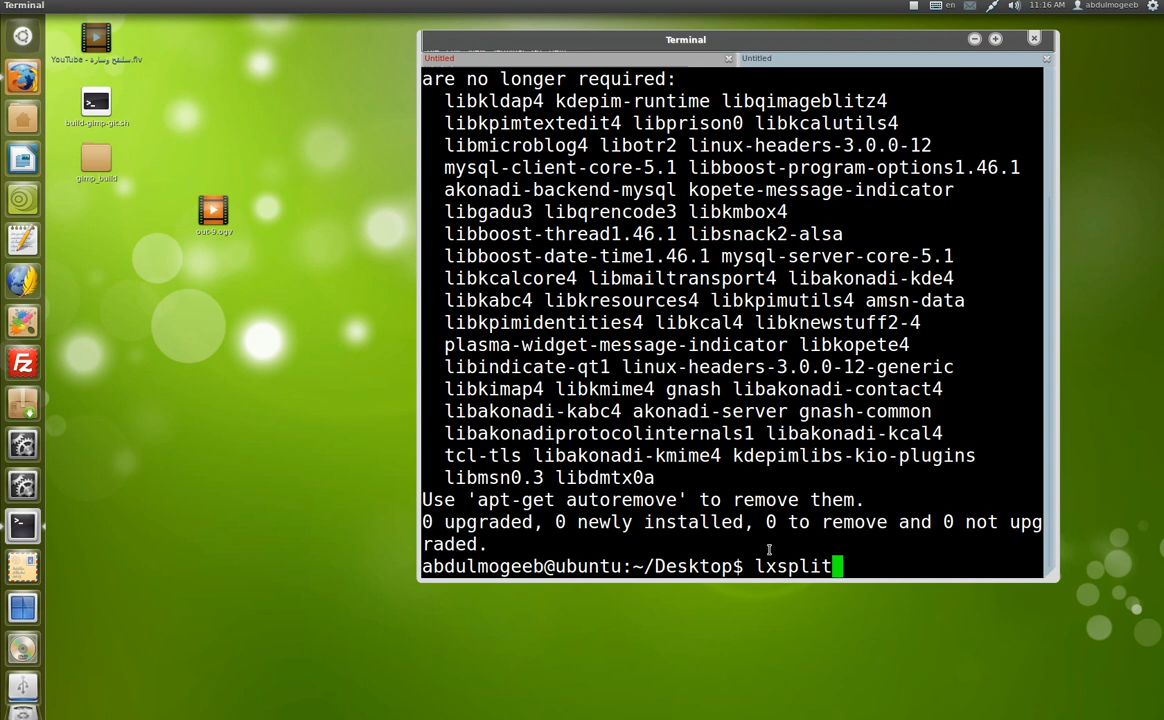 Terminal
en
11:16 AM
abdulmogeeb
YouTube - سلنفح وسارة.flv
build-gimp-git.sh
gimp_build
out-9.ogv
Terminal
Untitled
Untitled
are no longer required:
libkldap4 kdepim-runtime libqimageblitz4
libkpimtextedit4 libprison0 libkcalutils4
libmicroblog4 libotr2 linux-headers-3.0.0-12
mysql-client-core-5.1 libboost-program-options1.46.1
akonadi-backend-mysql kopete-message-indicator
libgadu3 libqrencode3 libkmbox4
libboost-thread1.46.1 libsnack2-alsa
libboost-date-time1.46.1 mysql-server-core-5.1
libkcalcore4 libmailtransport4 libakonadi-kde4
libkabc4 libkresources4 libkpimutils4 amsn-data
libkpimidentities4 libkcal4 libknewstuff2-4
plasma-widget-message-indicator libkopete4
libindicate-qt1 linux-headers-3.0.0-12-generic
libkimap4 libkmime4 gnash libakonadi-contact4
libakonadi-kabc4 akonadi-server gnash-common
libakonadiprotocolinternals1 libakonadi-kcal4
tcl-tls libakonadi-kmime4 kdepimlibs-kio-plugins
libmsn0.3 libdmtx0a
Use 'apt-get autoremove' to remove them.
0 upgraded, 0 newly installed, 0 to remove and 0 not upg
raded.
abdulmogeeb@ubuntu:~/Desktop$ lxsplit